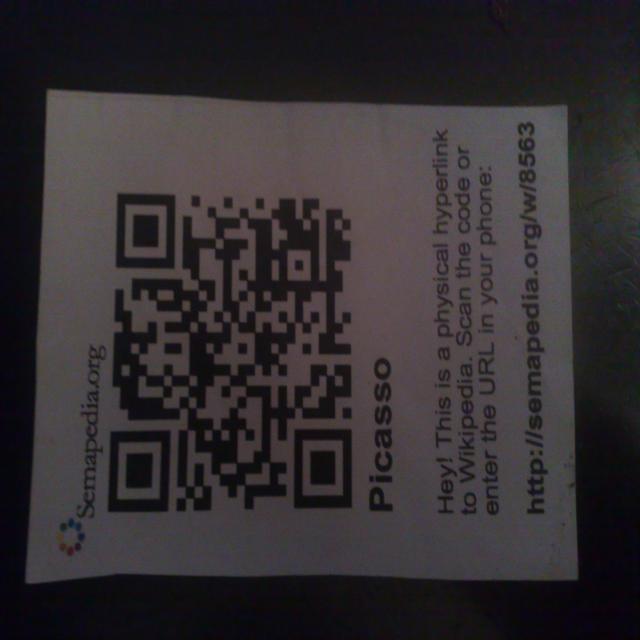 Semapedia.org
Picasso
Hey! This is a physical hyperlink
to Wikipedia. Scan the code or
enter the URL in your phone:
http://semapedia.org/w/8563